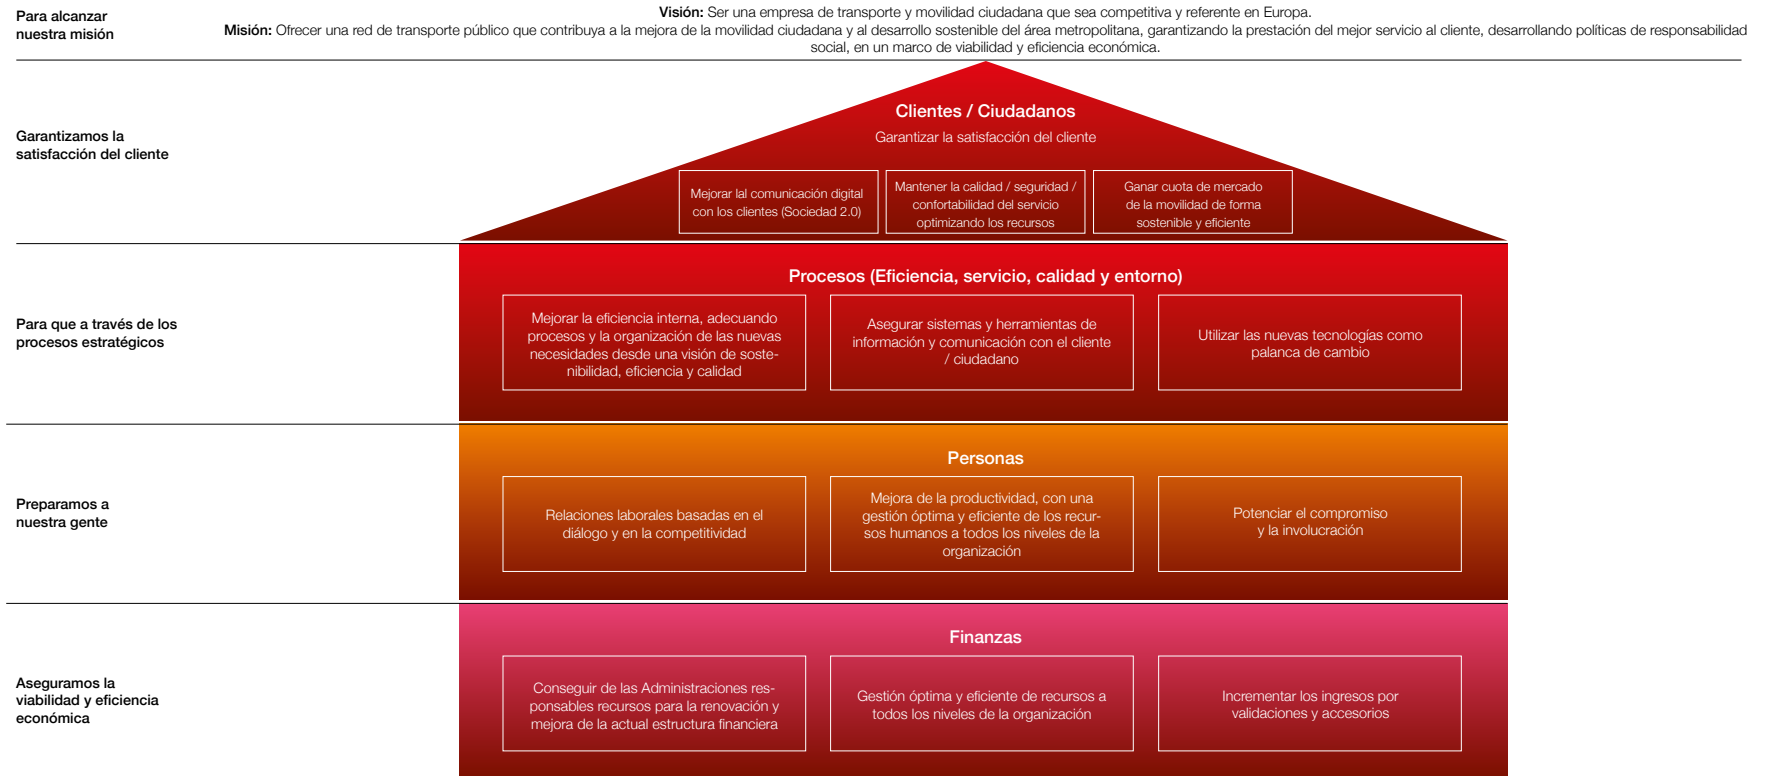 Para alcanzar
nuestra misión
Visión: Ser una empresa de transporte y movilidad ciudadana que sea competitiva y referente en Europa.
Misión: Ofrecer una red de transporte público que contribuya a la mejora de la movilidad ciudadana y al desarrollo sostenible del área metropolitana, garantizando la prestación del mejor servicio al cliente, desarrollando políticas de responsabilidad
social, en un marco de viabilidad y eficiencia económica.
Garantizamos la
satisfacción del cliente
Clientes / Ciudadanos
Garantizar la satisfacción del cliente
Mejorar lal comunicación digital
con los clientes (Sociedad 2.0)
Mantener la calidad / seguridad /
confortabilidad del servicio
optimizando los recursos
Ganar cuota de mercado
de la movilidad de forma
sostenible y eficiente
Para que a través de los
procesos estratégicos
Procesos (Eficiencia, servicio, calidad y entorno)
Mejorar la eficiencia interna, adecuando
procesos y la organización de las nuevas
necesidades desde una visión de soste-
nibilidad, eficiencia y calidad
Asegurar sistemas y herramientas de
información y comunicación con el cliente
/ ciudadano
Utilizar las nuevas tecnologías como
palanca de cambio
Preparamos a
nuestra gente
Personas
Relaciones laborales basadas en el
diálogo y en la competitividad
Mejora de la productividad, con una
gestión óptima y eficiente de los recur-
sos humanos a todos los niveles de la
organización
Potenciar el compromiso
y la involucración
Aseguramos la
viabilidad y eficiencia
económica
Finanzas
Conseguir de las Administraciones res-
ponsables recursos para la renovación y
mejora de la actual estructura financiera
Gestión óptima y eficiente de recursos a
todos los niveles de la organización
Incrementar los ingresos por
validaciones y accesorios